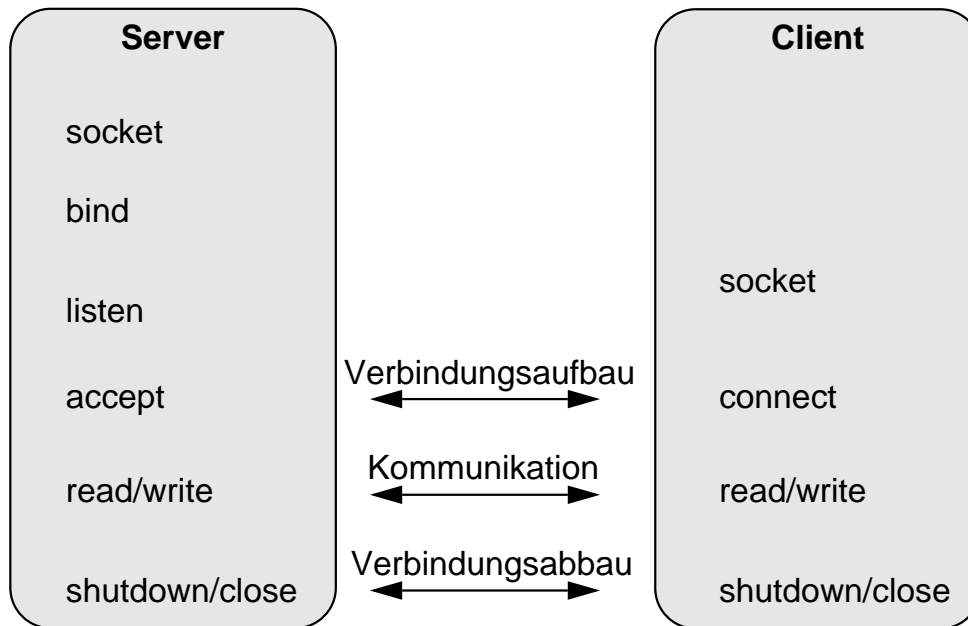 Server
Client
socket
bind
socket
listen
Verbindungsaufbau
accept
connect
Kommunikation
read/write
read/write
Verbindungsabbau
shutdown/close
shutdown/close